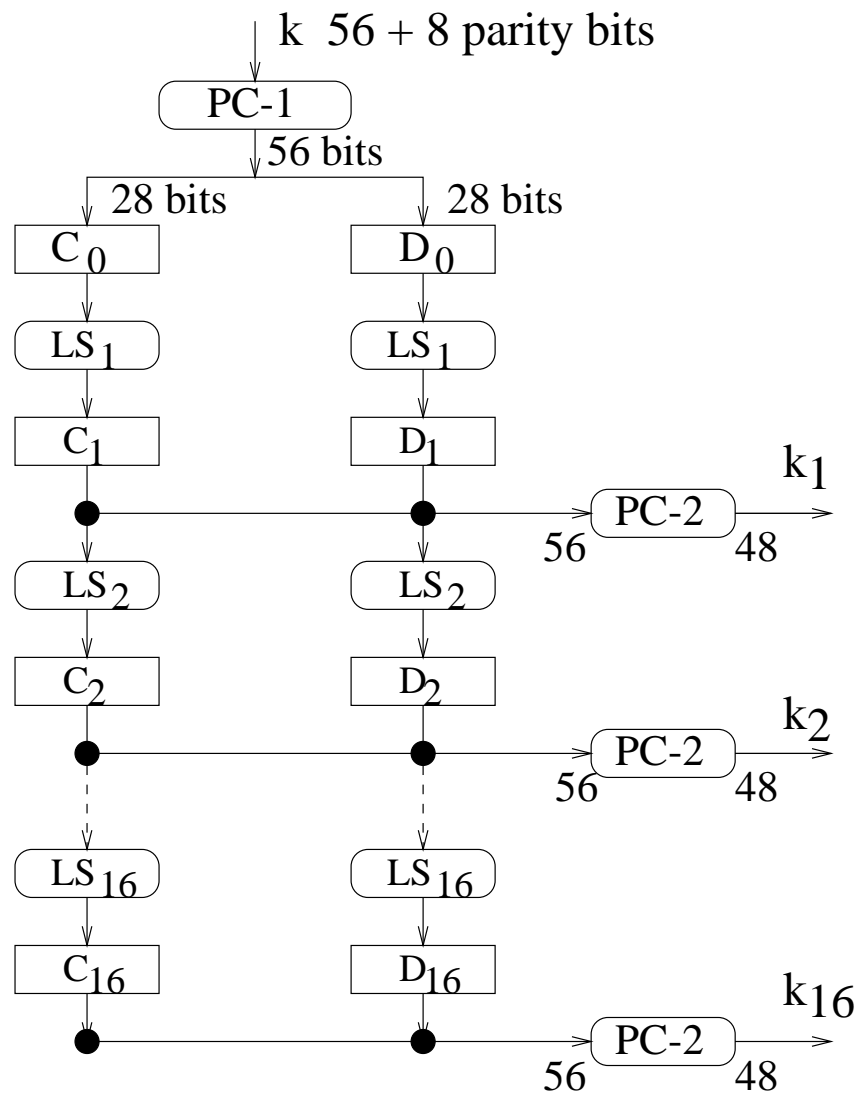 k 56 + 8 parity bits
PC-1
56 bits
28 bits 28 bits
C0 D0
LS1 LS1
C1 D1
k1
PC-2
56 48
LS2 LS2
C2 D2
k2
PC-2
56 48
LS16 LS16
C16 D16
k16
PC-2
56 48